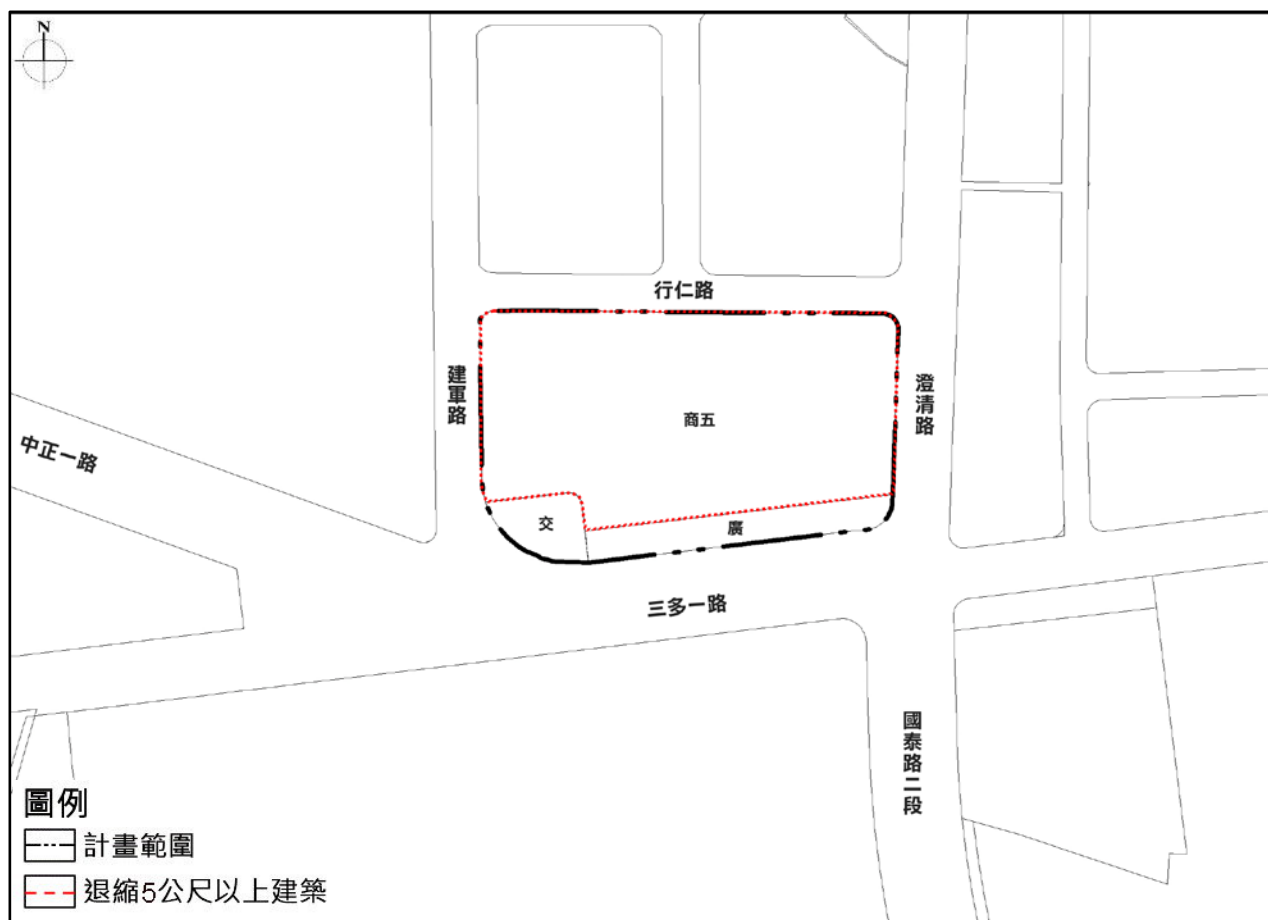 N
行仁路
建軍路
澄清路
商五
中正一路
交
廣
三多一路
國泰路二段
圖例
計畫範圍
退縮5公尺以上建築